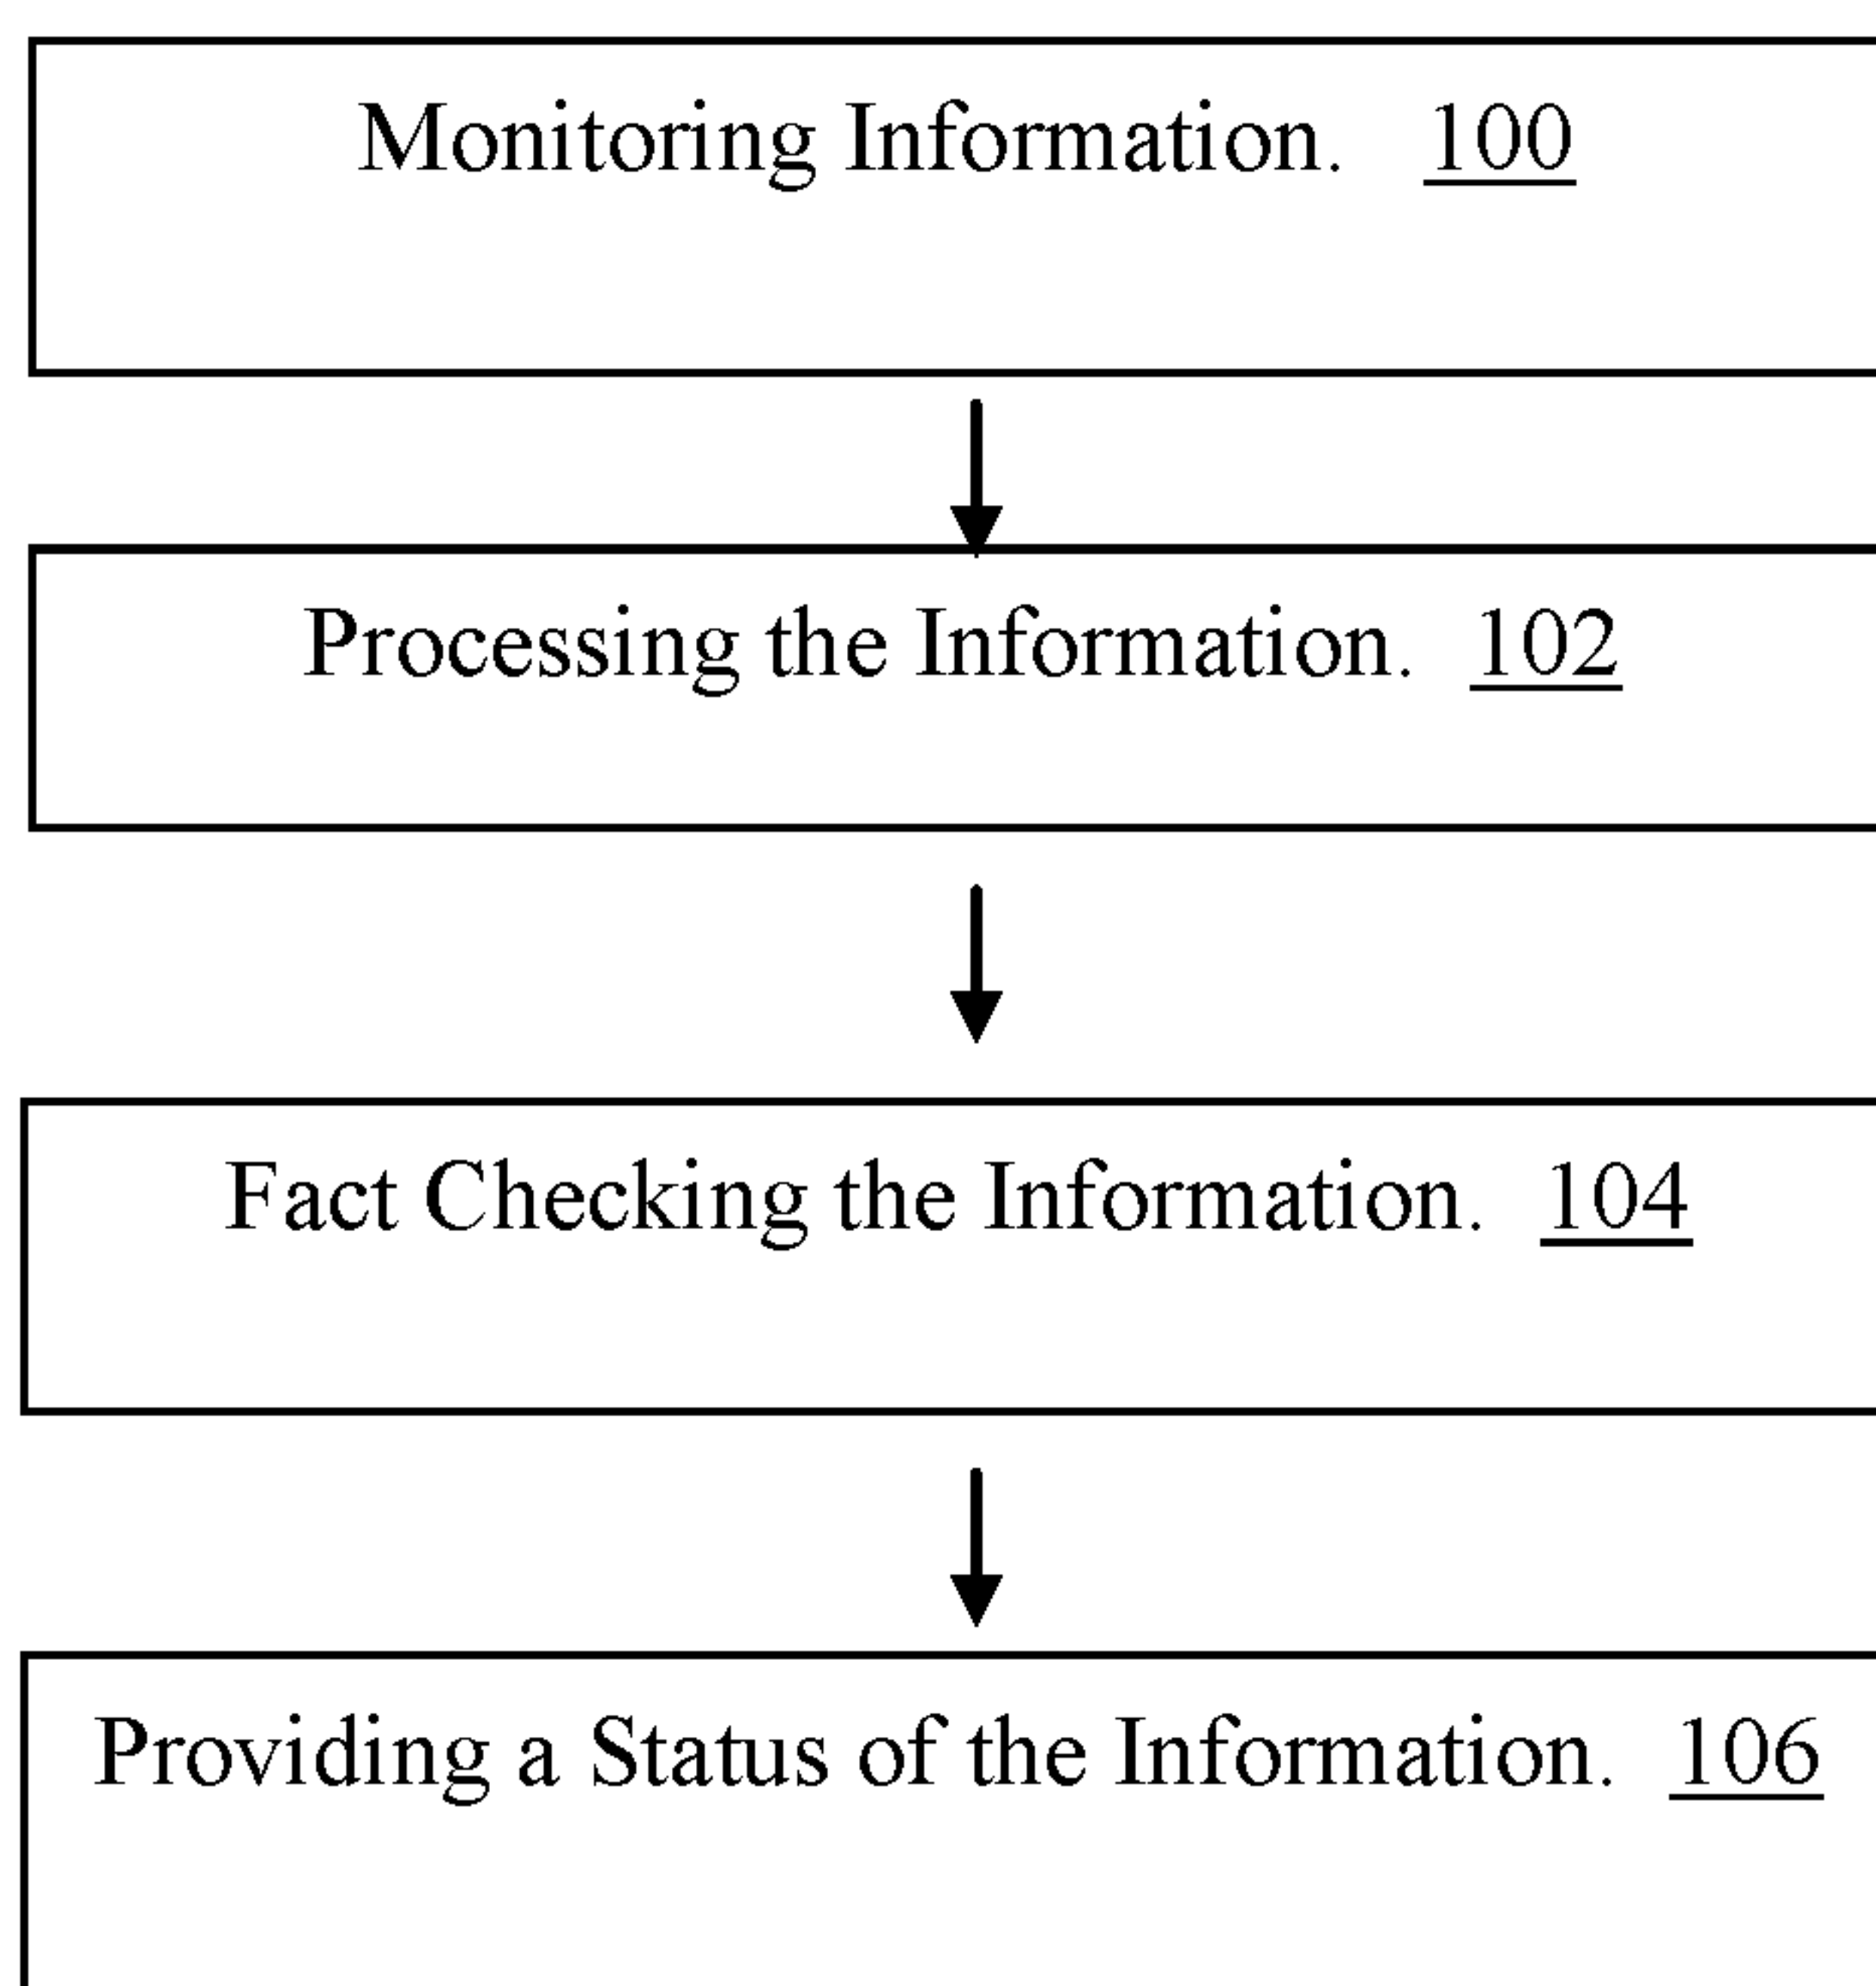 Monitoring Information. 100
Processing the Information. 102
Fact Checking the Information. 104
Providing a Status of the Information. 106